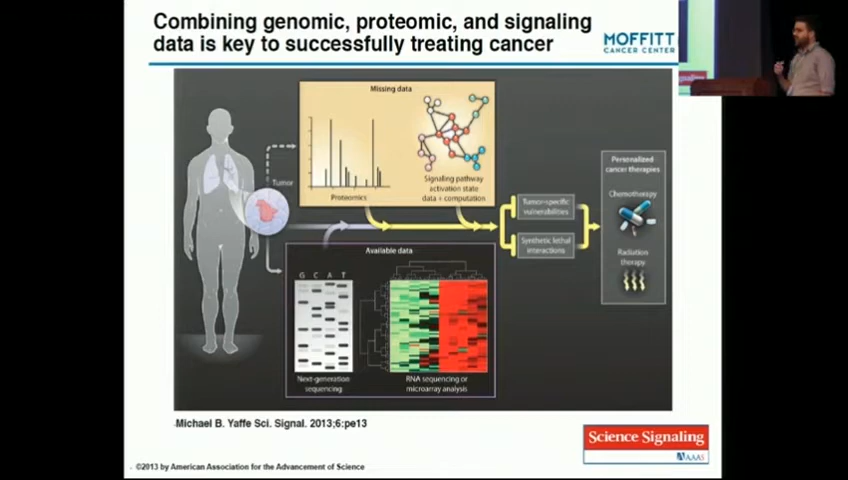 Combining genomic, proteomic, and signaling
data is key to successfully treating cancer
MOFFITT
CANCER CENTER
Missing data
Tumor
Proteomics
Signaling pathway
activation state
data + computation
Tumor-specific
vulnerabilities
Synthetic lethal
interactions
Personalized
cancer therapies
Chemotherapy
Radiation
therapy
Available data
G C A T
Next-generation
sequencing
RNA sequencing or
microarray analysis
Michael B. Yaffe Sci. Signal. 2013;6:pe13
Science Signaling
AAAS
©2013 by American Association for the Advancement of Science